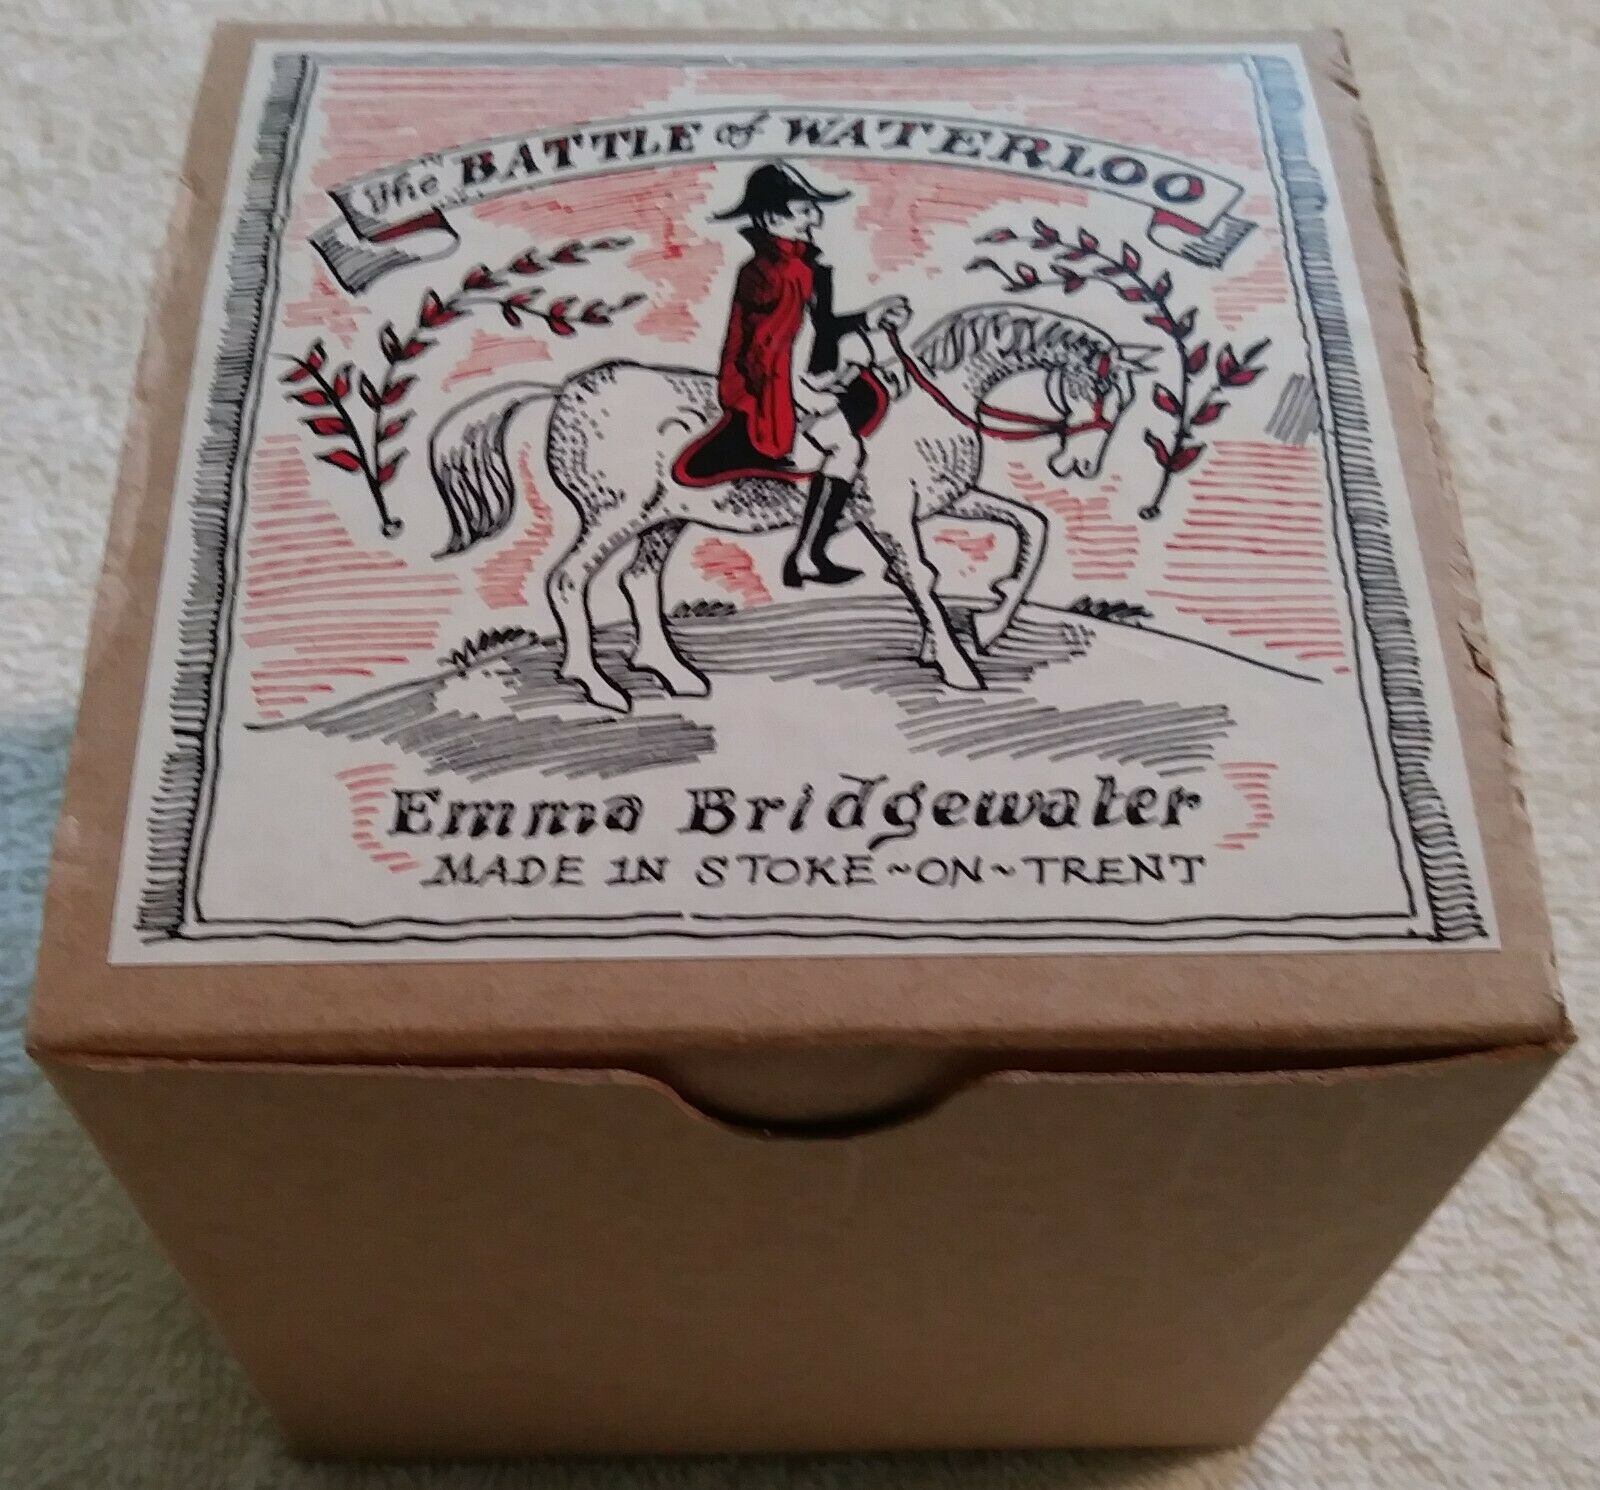 The BATTLE of WATERLOO
Emma Bridgewater
MADE IN STOKE~ON~TRENT